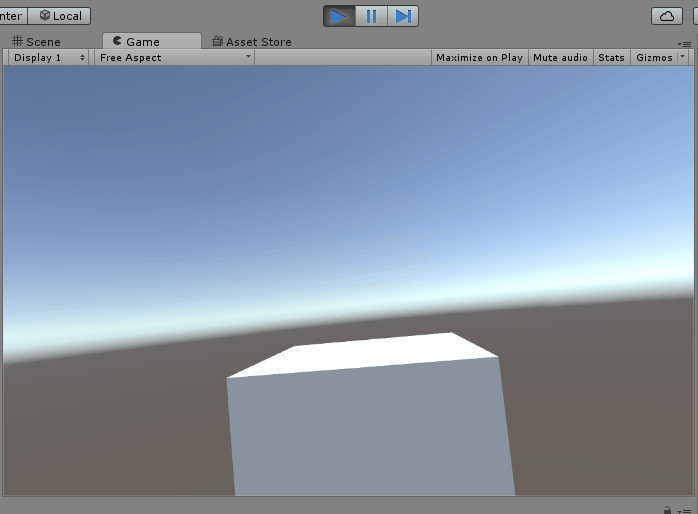 nter Local
Scene Game Asset Store
Display 1 Free Aspect Maximize on Play Mute audio Stats Gizmos